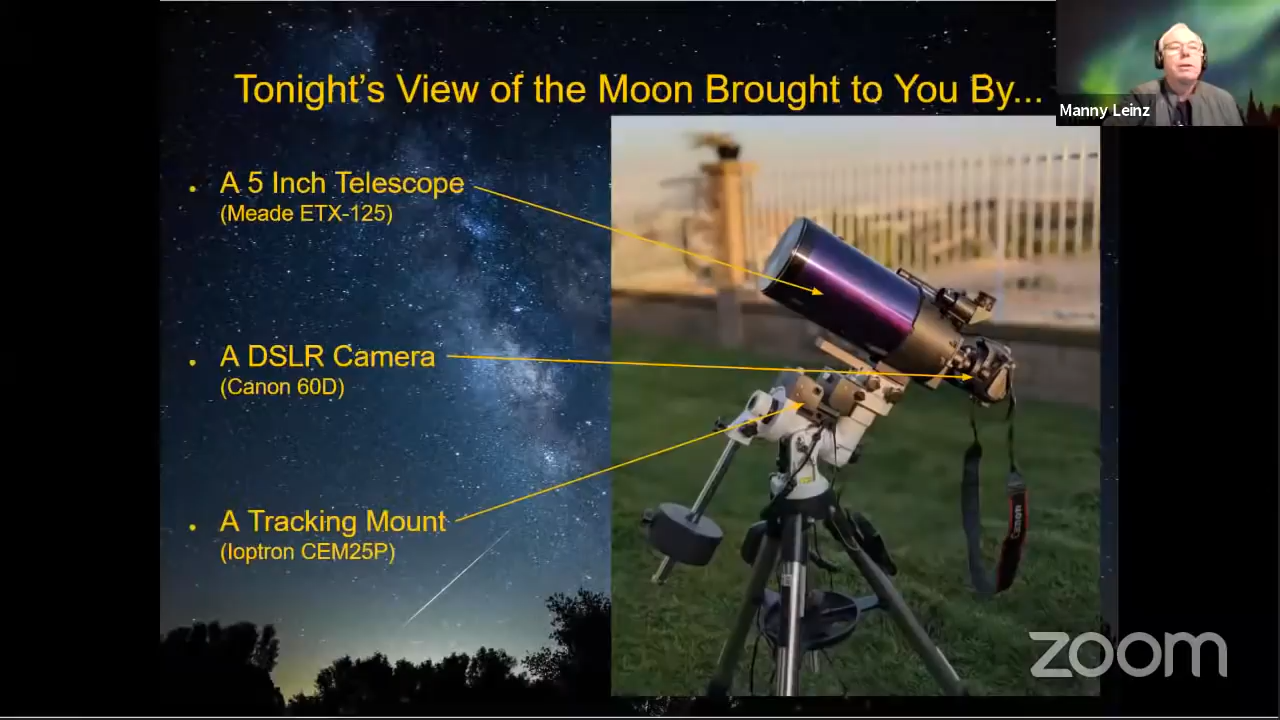 Tonight's View of the Moon Brought to You By...
Manny Leinz
• A 5 Inch Telescope
(Meade ETX-125)
• A DSLR Camera
(Canon 60D)
• A Tracking Mount
(Ioptron CEM25P)
Canon
zoom